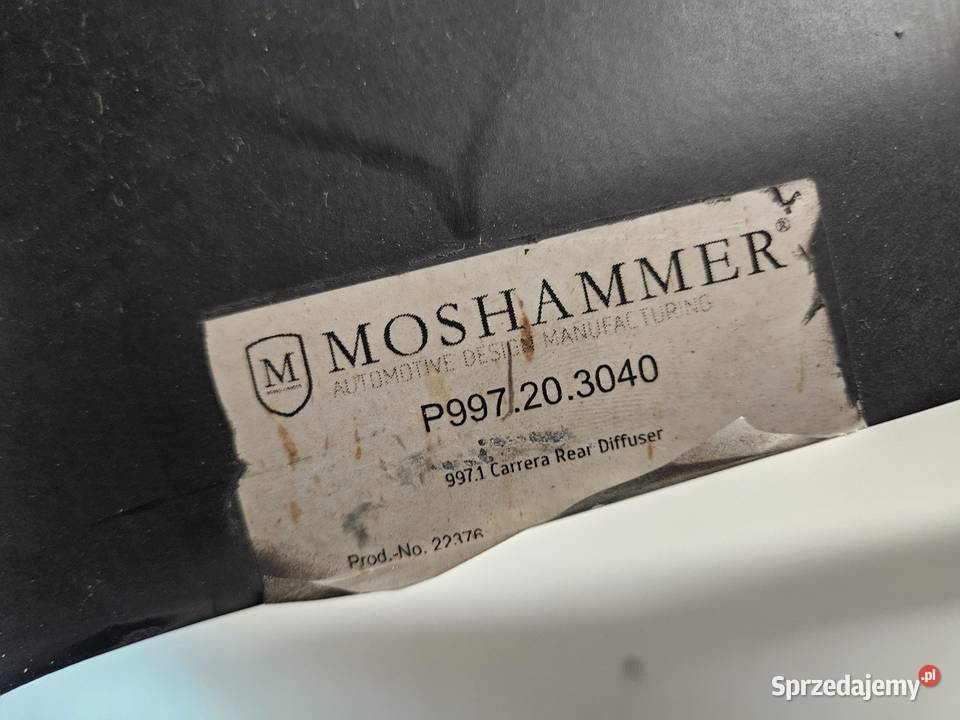 MOSHAMMER®
AUTOMOTIVE DESIGN MANUFACTURING
M
P997.20.3040
997.1 Carrera Rear Diffuser
Prod.-No. 22376
Sprzedajemy.pl